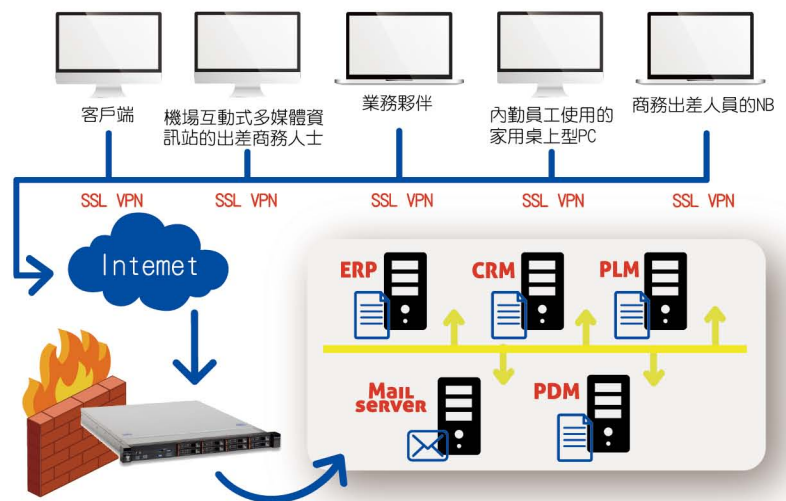 客戶端
機場互動式多媒體資
訊站的出差商務人士
業務夥伴
內勤員工使用的
家用桌上型PC
商務出差人員的NB
SSL VPN
SSL VPN
SSL VPN
SSL VPN
SSL VPN
Intemet
ERP
CRM
PLM
Mail
server
PDM